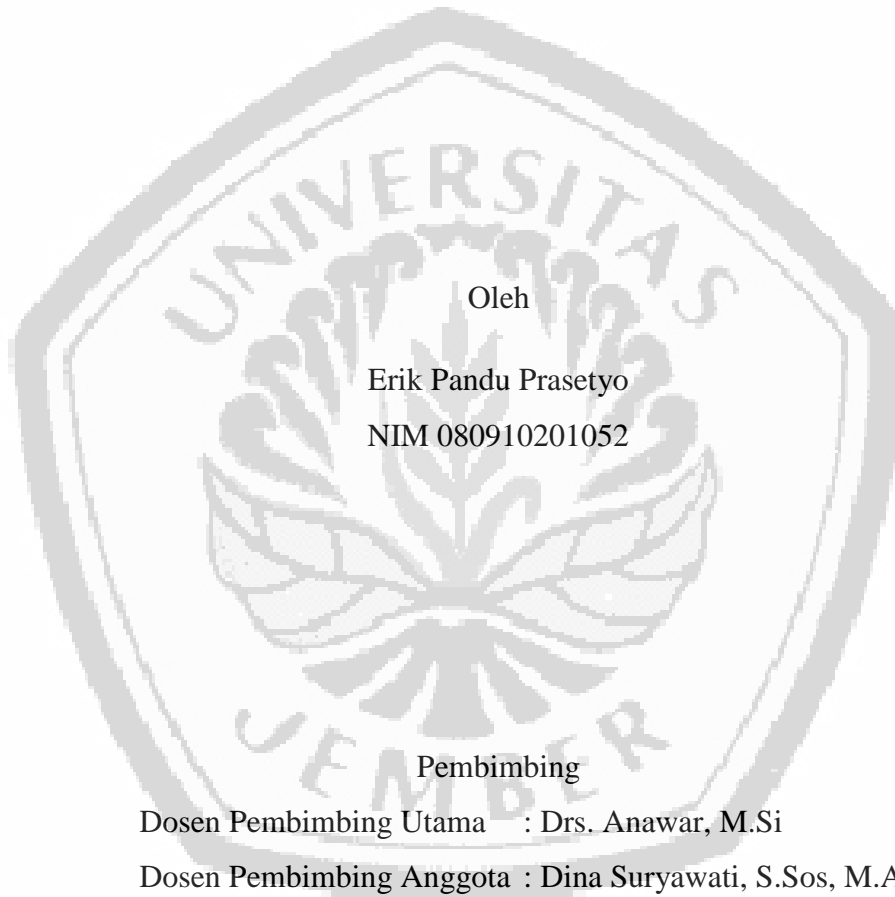 UNIVERSITAS
Oleh
Erik Pandu Prasetyo
NIM 080910201052
JEMBER
Pembimbing
Dosen Pembimbing Utama : Drs. Anawar, M.Si
Dosen Pembimbing Anggota : Dina Suryawati, S.Sos, M.A